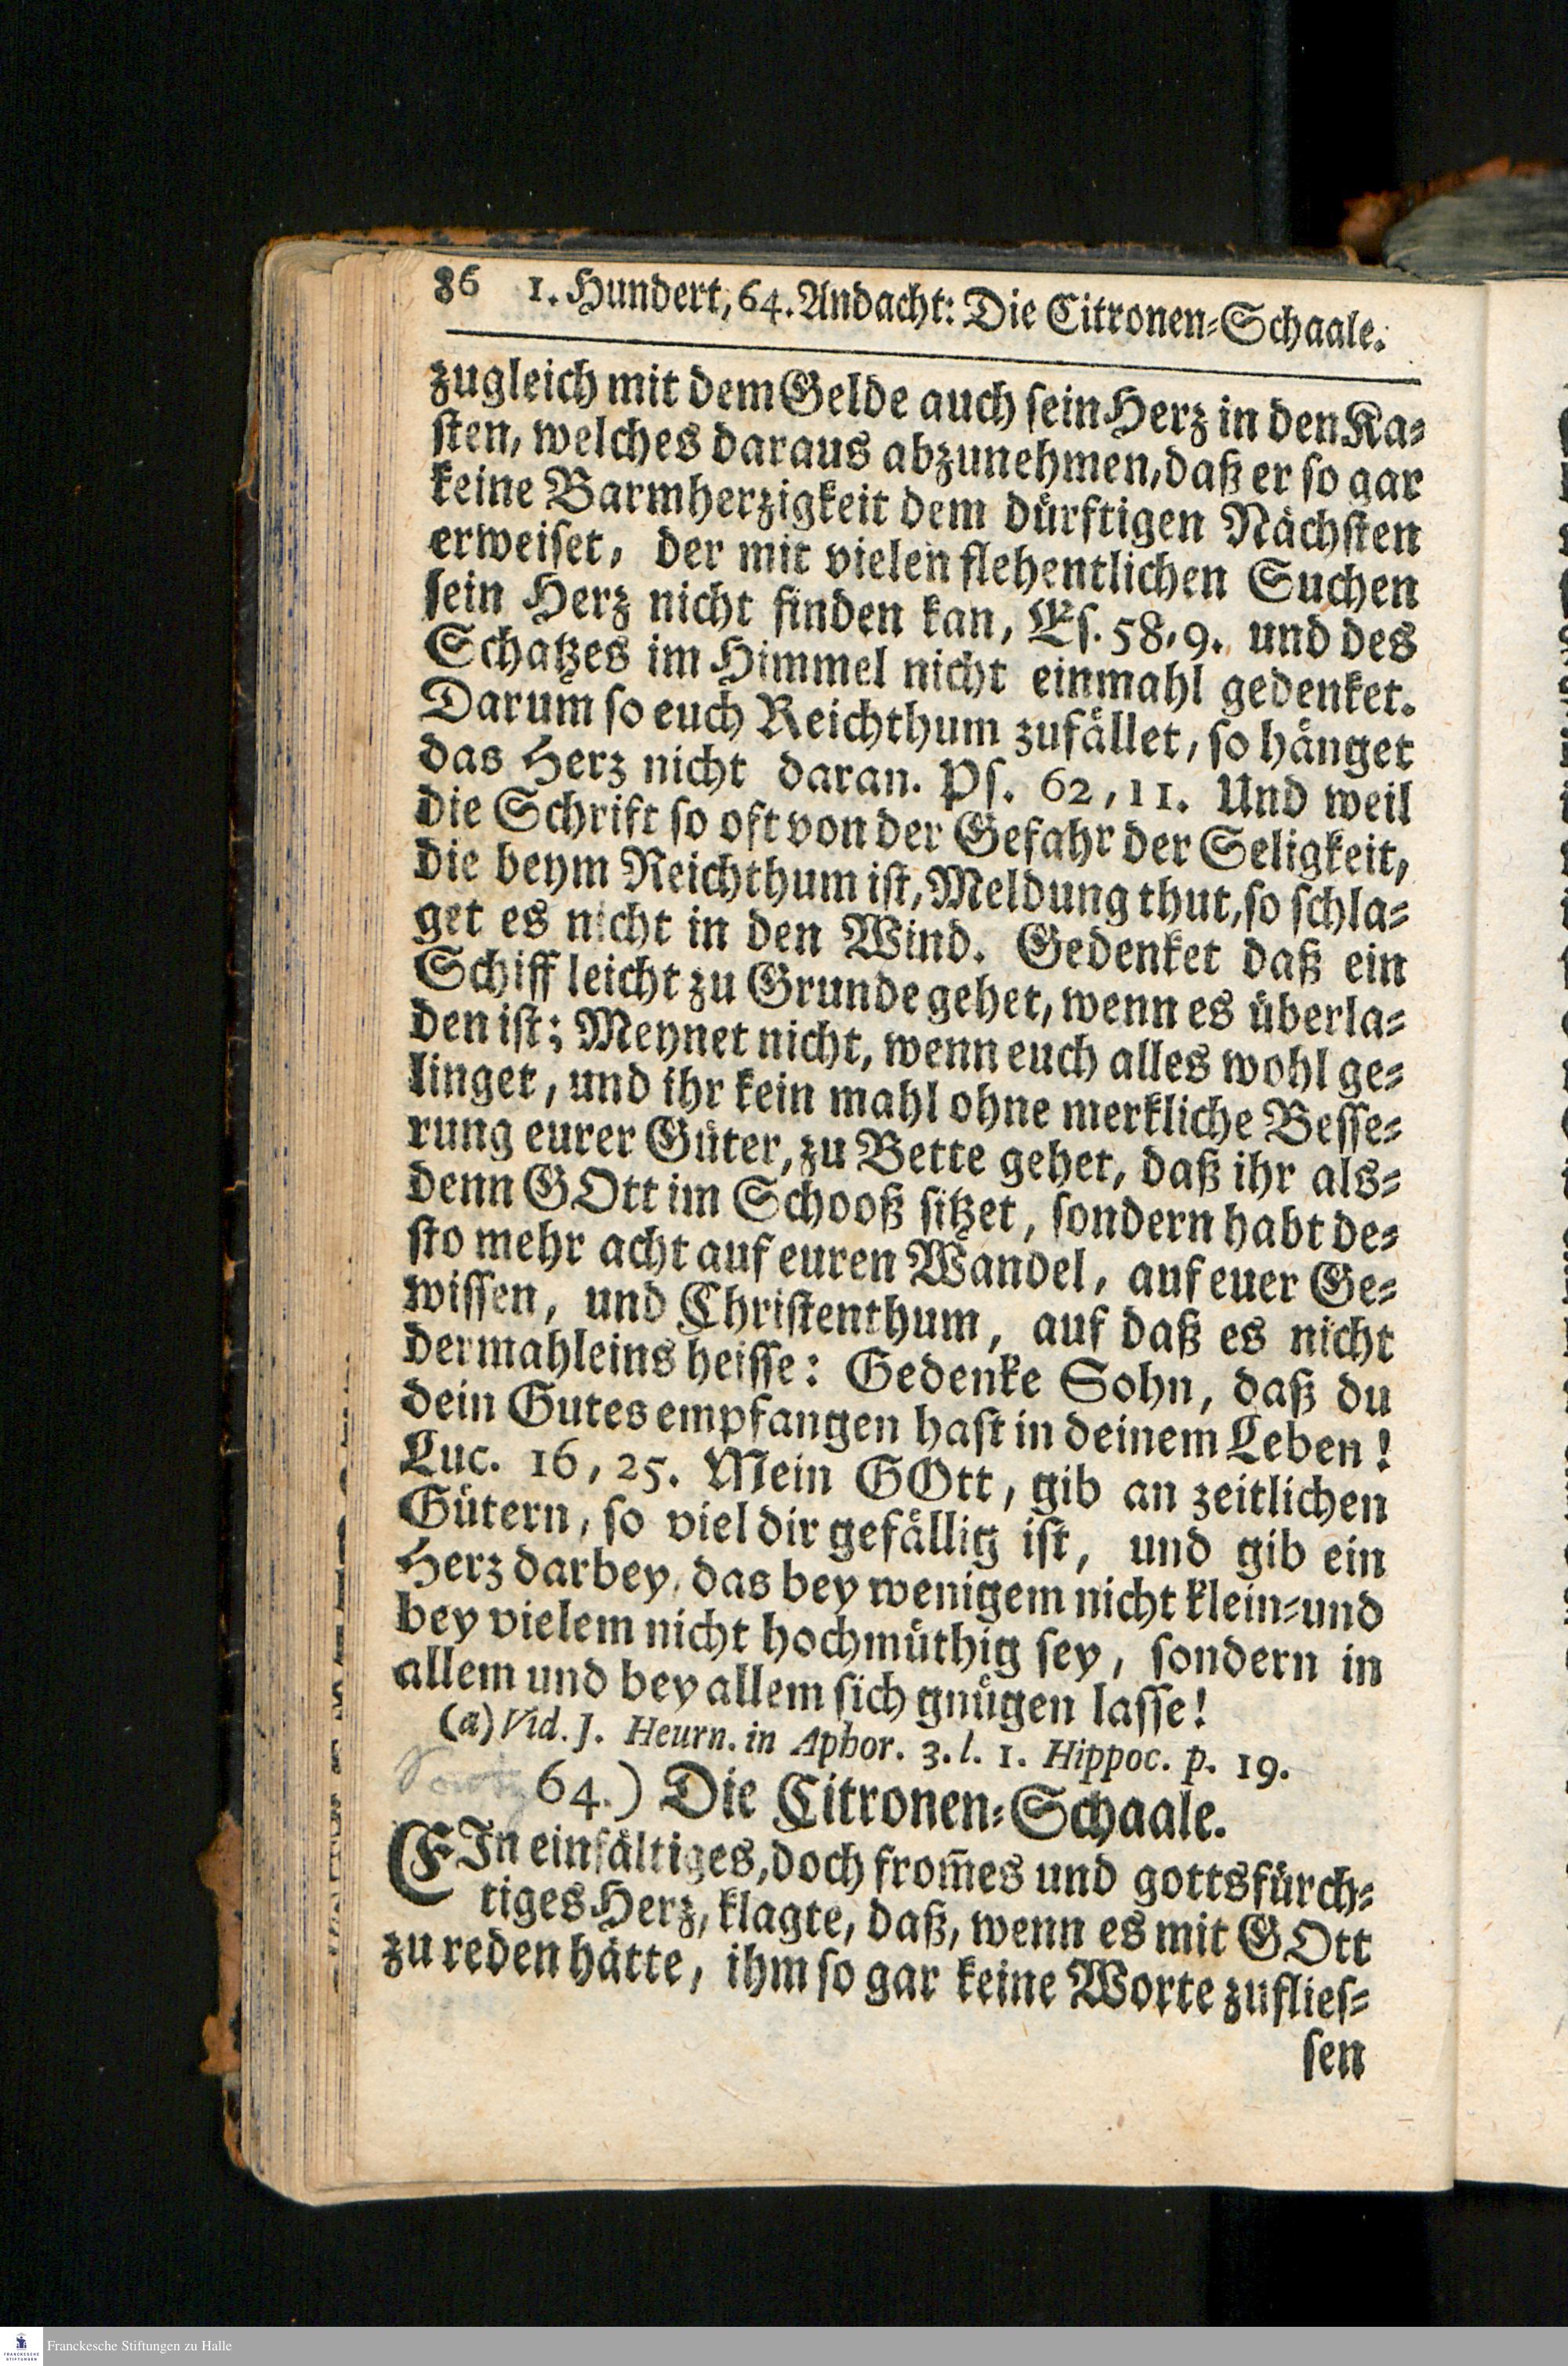 86 1. Hundert, 64. Andacht: Die Citronen-Schaale.
zugleich mit dem Gelde auch sein Herz in den Ka-
sten, welches daraus abzunehmen, daß er so gar
keine Barmherzigkeit dem dürftigen Nächsten
erweiset, der mit vielen flehentlichen Suchen
sein Herz nicht finden kan, Es. 58, 9. und des
Schatzes im Himmel nicht einmahl gedenket.
Darum so euch Reichthum zufället, so hänget
das Herz nicht daran. Ps. 62, 11. Und weil
die Schrift so oft von der Gefahr der Seligkeit,
die beym Reichthum ist, Meldung thut, so schla-
get es nicht in den Wind. Gedenket daß ein
Schiff leicht zu Grunde gehet, wenn es überla-
den ist; Meynet nicht, wenn euch alles wohl ge-
linget, und ihr kein mahl ohne merkliche Besse-
rung eurer Güter, zu Bette gehet, daß ihr als-
denn GOtt im Schooß sitzet, sondern habt de-
sto mehr acht auf euren Wandel, auf euer Ge-
wissen, und Christenthum, auf daß es nicht
dermahleins heisse: Gedenke Sohn, daß du
dein Gutes empfangen hast in deinem Leben!
Luc. 16, 25. Mein GOtt, gib an zeitlichen
Gütern, so viel dir gefällig ist, und gib ein
Herz darbey, das bey wenigem nicht klein-und
bey vielem nicht hochmüthig sey, sondern in
allem und bey allem sich gnügen lasse!
(a) Vid. J. Heurn. in Aphor. 3. l. 1. Hippoc. p. 19.
64.) Die Citronen-Schaale.
EIn einfältiges, doch from̃es und gottsfürch-
tiges Herz, klagte, daß, wenn es mit GOtt
zu reden hätte, ihm so gar keine Worte zuflies-
sen
Franckesche Stiftungen zu Halle